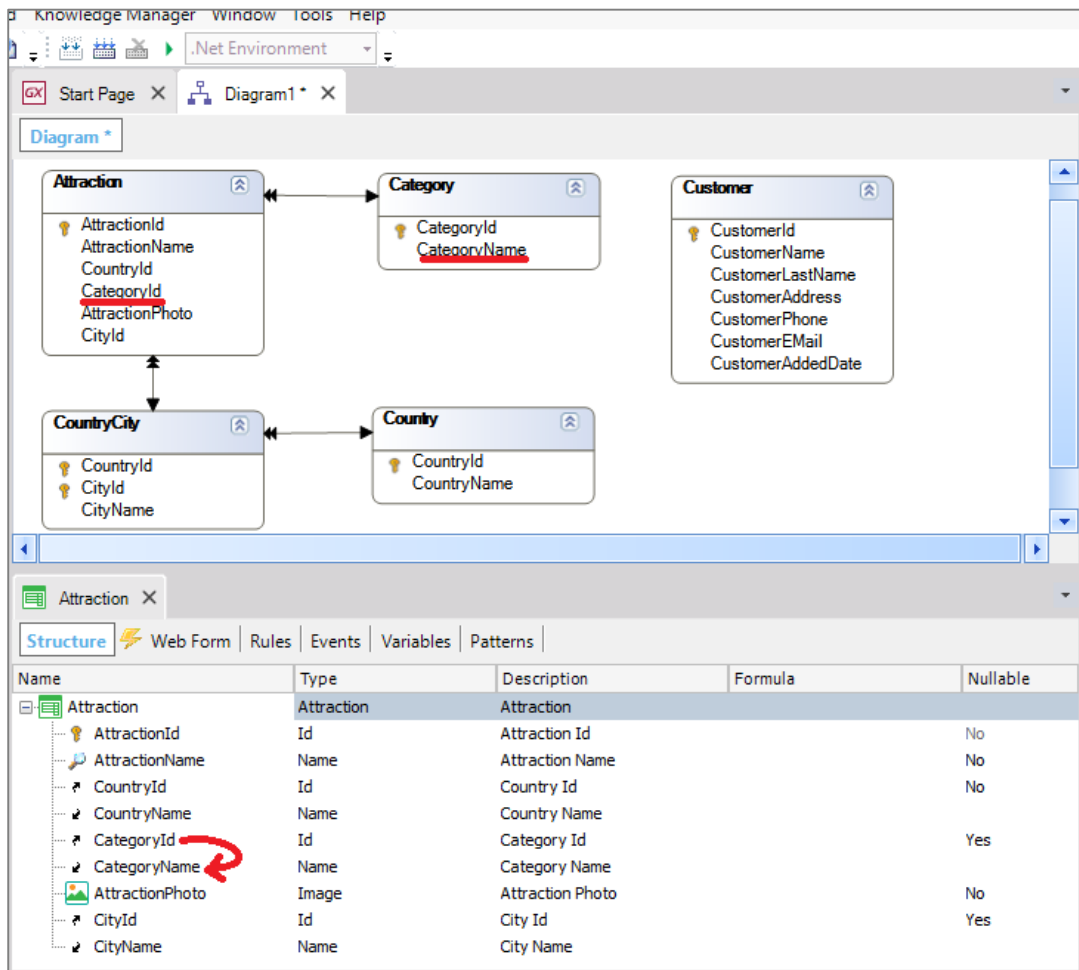 Knowledge Manager Window Tools Help
.Net Environment
GX Start Page Diagram1 *
Diagram *
Attraction
AttractionId
AttractionName
CountryId
CategoryId
AttractionPhoto
CityId
Category
CategoryId
CategoryName
Customer
CustomerId
CustomerName
CustomerLastName
CustomerAddress
CustomerPhone
CustomerEMail
CustomerAddedDate
CountryCity
CountryId
CityId
CityName
Country
CountryId
CountryName
Attraction
Structure Web Form Rules Events Variables Patterns
Name Type Description Formula Nullable
Attraction Attraction Attraction
AttractionId Id Attraction Id No
AttractionName Name Attraction Name No
CountryId Id Country Id No
CountryName Name Country Name
CategoryId Id Category Id Yes
CategoryName Name Category Name
AttractionPhoto Image Attraction Photo No
CityId Id City Id Yes
CityName Name City Name